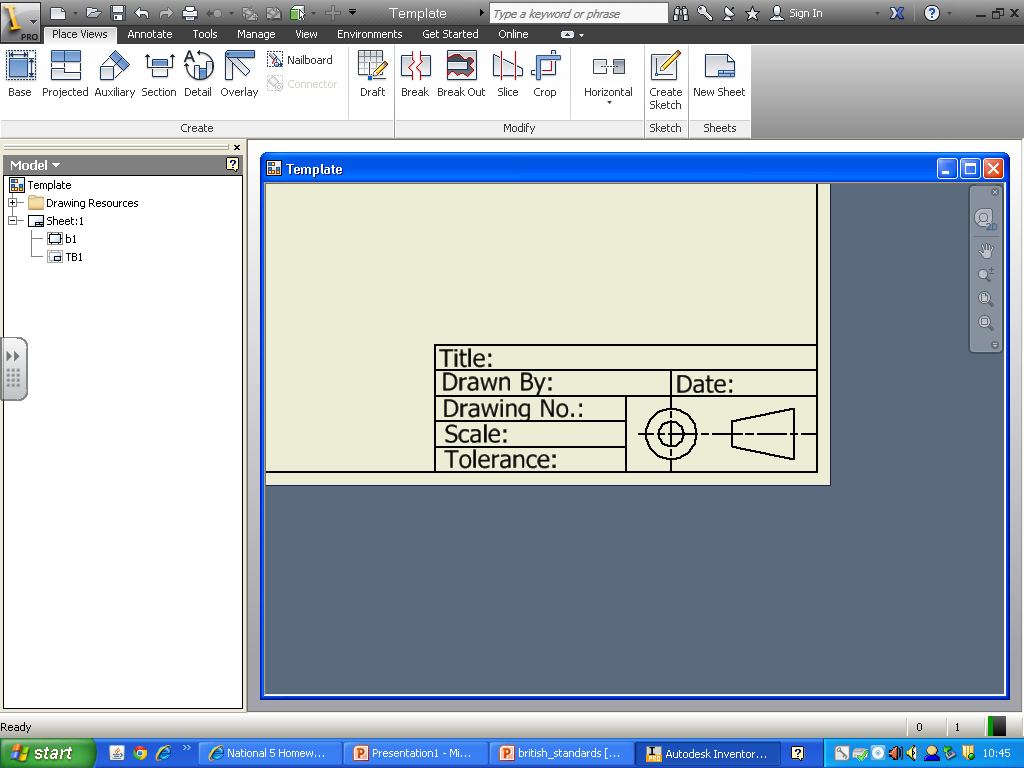 Template
Type a keyword or phrase
Sign In
PRO
Place Views Annotate Tools Manage View Environments Get Started Online
Base Projected Auxiliary Section Detail Overlay
Nailboard
Connector
Draft Break Break Out Slice Crop Horizontal
Create
Sketch
New Sheet
Create Modify Sketch Sheets
Model
Template
Drawing Resources
Sheet:1
b1
TB1
Template
2D
Title:
Drawn By: Date:
Drawing No.:
Scale:
Tolerance:
Ready 0 1
start National 5 Homew... Presentation1 - Mi... british_standards [... Autodesk Inventor... 10:45